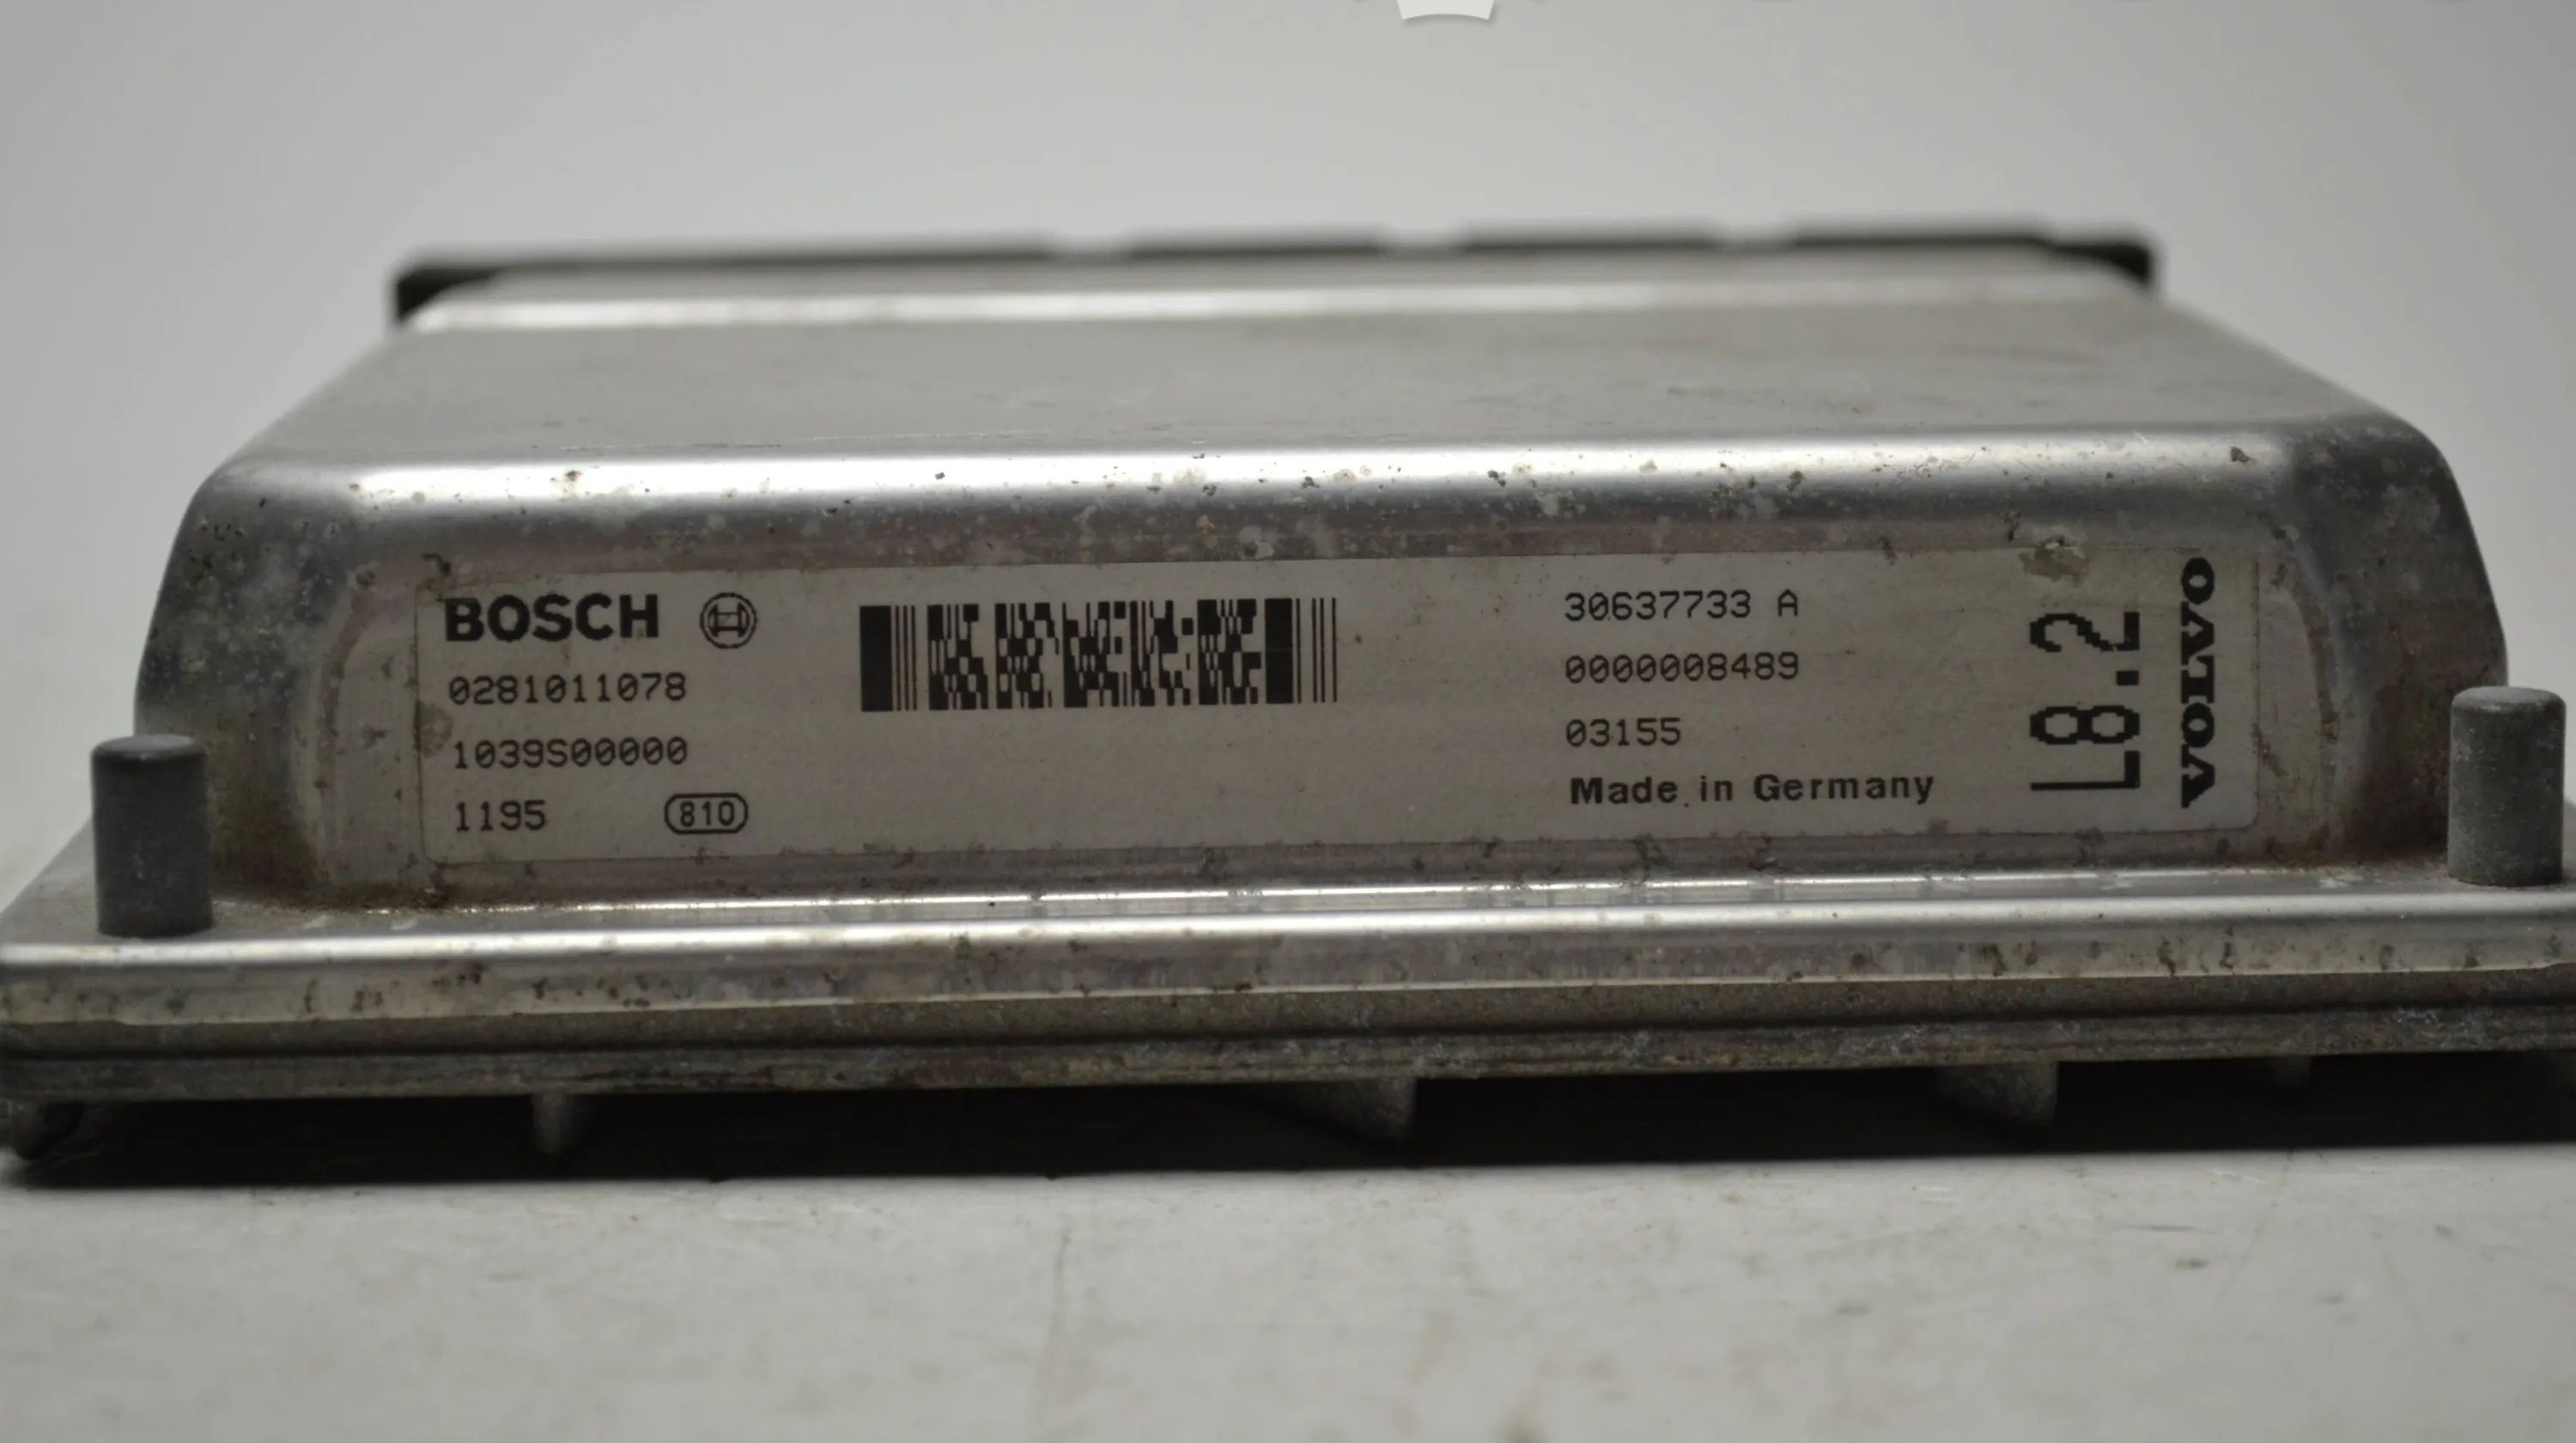 BOSCH
0281011078
1039S00000
1195 810
30637733 A
0000008489
03155
Made in Germany
L8.2
VOLVO